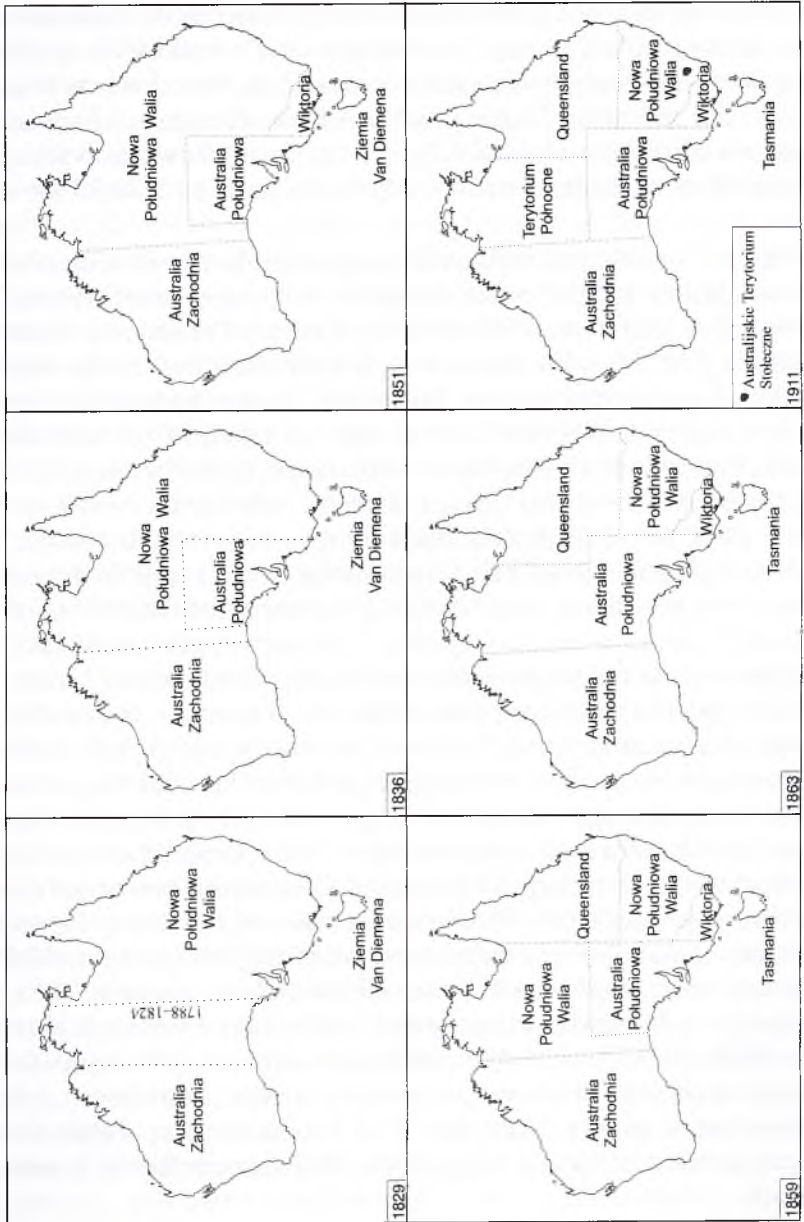 1788–1824
Australia
Zachodnia
Nowa
Południowa
Walia
Ziemia
Van Diemena
1829
Australia
Zachodnia
Nowa
Południowa Walia
Australia
Południowa
Ziemia
Van Diemena
1836
Australia
Zachodnia
Nowa
Południowa Walia
Australia
Południowa
Wiktoria
Ziemia
Van Diemena
1851
Australia
Zachodnia
Nowa
Południowa
Walia
Queensland
Australia
Południowa
Nowa
Południowa
Walia
Wiktoria
Tasmania
1859
Australia
Zachodnia
Australia
Południowa
Queensland
Nowa
Południowa
Walia
Wiktoria
Tasmania
1863
Australia
Zachodnia
Terytorium
Północne
Queensland
Australia
Południowa
Nowa
Południowa
Walia
Wiktoria
Tasmania
● Australijskie Terytorium
Stołeczne
1911